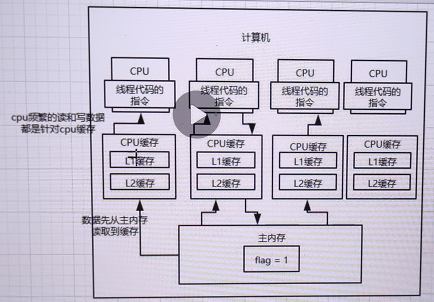 计算机
CPU
线程代码的
指令
CPU
线程代码的
指令
CPU
线程代码的
指令
CPU
线程代码的
指令
cpu频繁的读和写数据
都是针对cpu缓存
CPU缓存
L1缓存
L2缓存
CPU缓存
L1缓存
L2缓存
CPU缓存
L1缓存
L2缓存
CPU缓存
L1缓存
L2缓存
数据先从主内存
读取到缓存
主内存
flag = 1